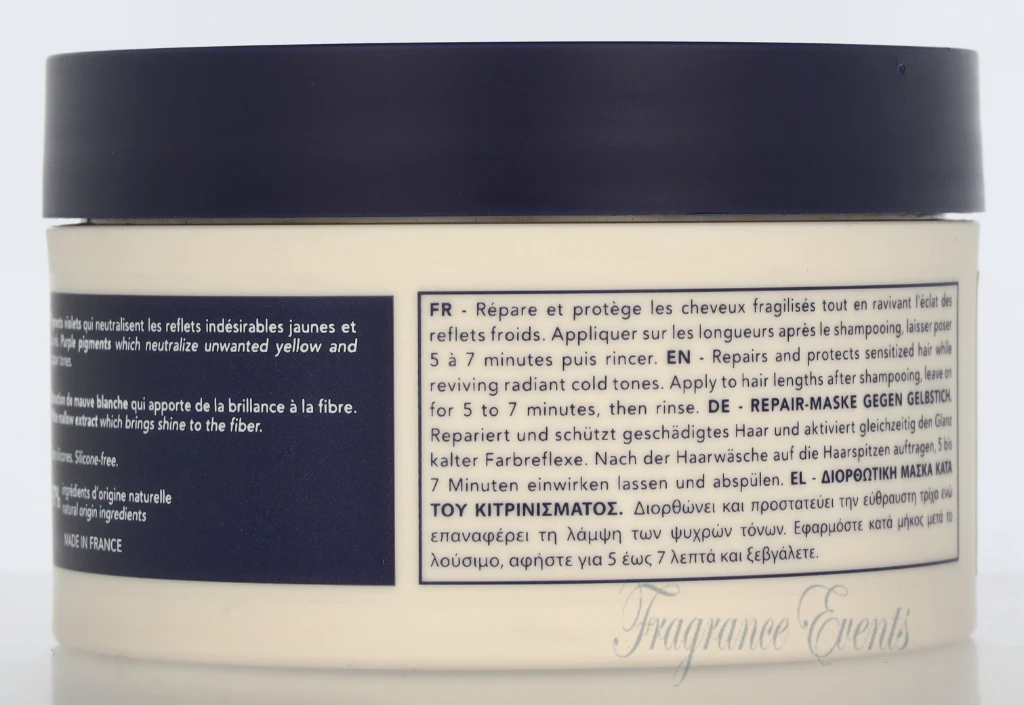 violets qui neutralisent les reflets indésirables jaunes et
Purple pigments which neutralize unwanted yellow and
tones.
de mauve blanche qui apporte de la brillance à la fibre.
mallow extract which brings shine to the fiber.
silicones. Silicone-free.
% ingrédients d'origine naturelle
natural origin ingredients
MADE IN FRANCE
FR - Répare et protège les cheveux fragilisés tout en ravivant l'éclat des
reflets froids. Appliquer sur les longueurs après le shampooing, laisser poser
5 à 7 minutes puis rincer. EN - Repairs and protects sensitized hair while
reviving radiant cold tones. Apply to hair lengths after shampooing, leave on
for 5 to 7 minutes, then rinse. DE - REPAIR-MASKE GEGEN GELBSTICH.
Repariert und schützt geschädigtes Haar und aktiviert gleichzeitig den Glanz
kalter Farbreflexe. Nach der Haarwäsche auf die Haarspitzen auftragen, 5 bis
7 Minuten einwirken lassen und abspülen. EL - ΔΙΟΡΘΩΤΙΚΗ ΜΑΣΚΑ ΚΑΤΑ
ΤΟΥ ΚΙΤΡΙΝΙΣΜΑΤΟΣ. Διορθώνει και προστατεύει την εύθραυστη τρίχα ενώ
επαναφέρει τη λάμψη των ψυχρών τόνων. Εφαρμόστε κατά μήκος μετά το
λούσιμο, αφήστε για 5 έως 7 λεπτά και ξεβγάλετε.
Fragrance Events